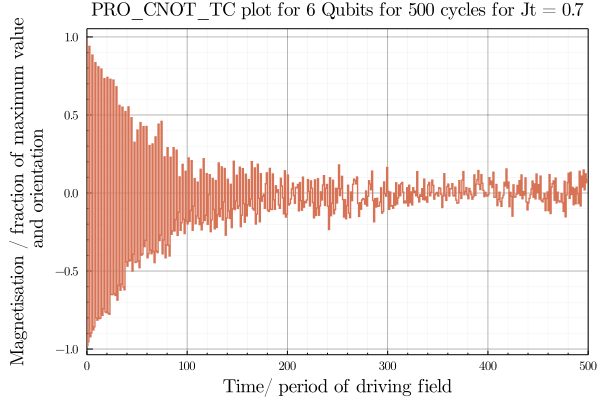 PRO_CNOT_TC plot for 6 Qubits for 500 cycles for Jt = 0.7
Magnetisation / fraction of maximum value
and orientation
1.0
0.5
0.0
−0.5
−1.0
0
100
200
300
400
500
Time/ period of driving field